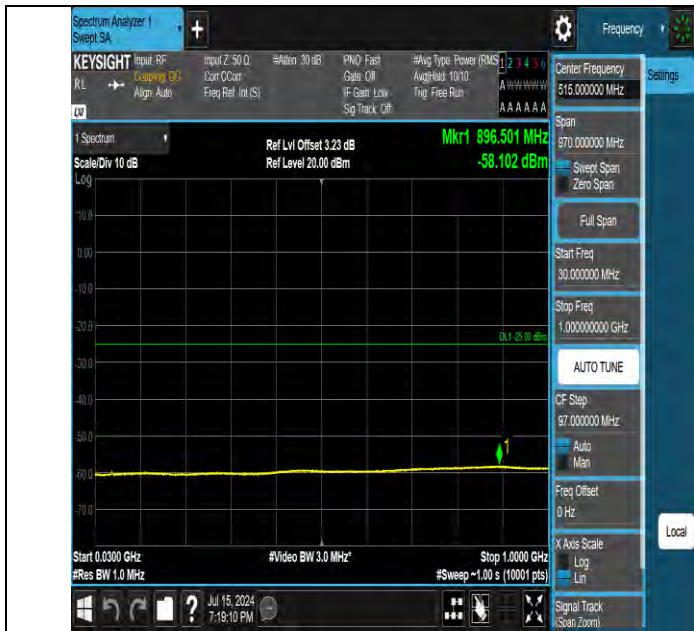 Spectrum Analyzer 1
Swept SA
+
Frequency
KEYSIGHT
RL
LXI
Input: RF
Coupling: DC
Align: Auto
Input Z: 50 Ω
Corr CCorr
Freq Ref: Int (S)
#Atten: 30 dB
PNO: Fast
Gate: Off
IF Gain: Low
Sig Track: Off
#Avg Type: Power (RMS
Avg|Hold: 10/10
Trig: Free Run
1 2 3 4 5 6
A W W W W W
A A A A A A
1 Spectrum
Scale/Div 10 dB
Ref Lvl Offset 3.23 dB
Ref Level 20.00 dBm
Mkr1 896.501 MHz
-58.102 dBm
Log
10.0
0.00
-10.0
-20.0
-30.0
-40.0
-50.0
-60.0
-70.0
DL1 -25.00 dBm
1
Start 0.0300 GHz
#Res BW 1.0 MHz
#Video BW 3.0 MHz*
Stop 1.0000 GHz
#Sweep ~1.00 s (10001 pts)
Center Frequency
515.000000 MHz
Span
970.000000 MHz
Swept Span
Zero Span
Full Span
Start Freq
30.000000 MHz
Stop Freq
1.000000000 GHz
AUTO TUNE
CF Step
97.000000 MHz
Auto
Man
Freq Offset
0 Hz
X Axis Scale
Log
Lin
Signal Track
(Span Zoom)
Settings
Local
?
Jul 15, 2024
7:19:10 PM